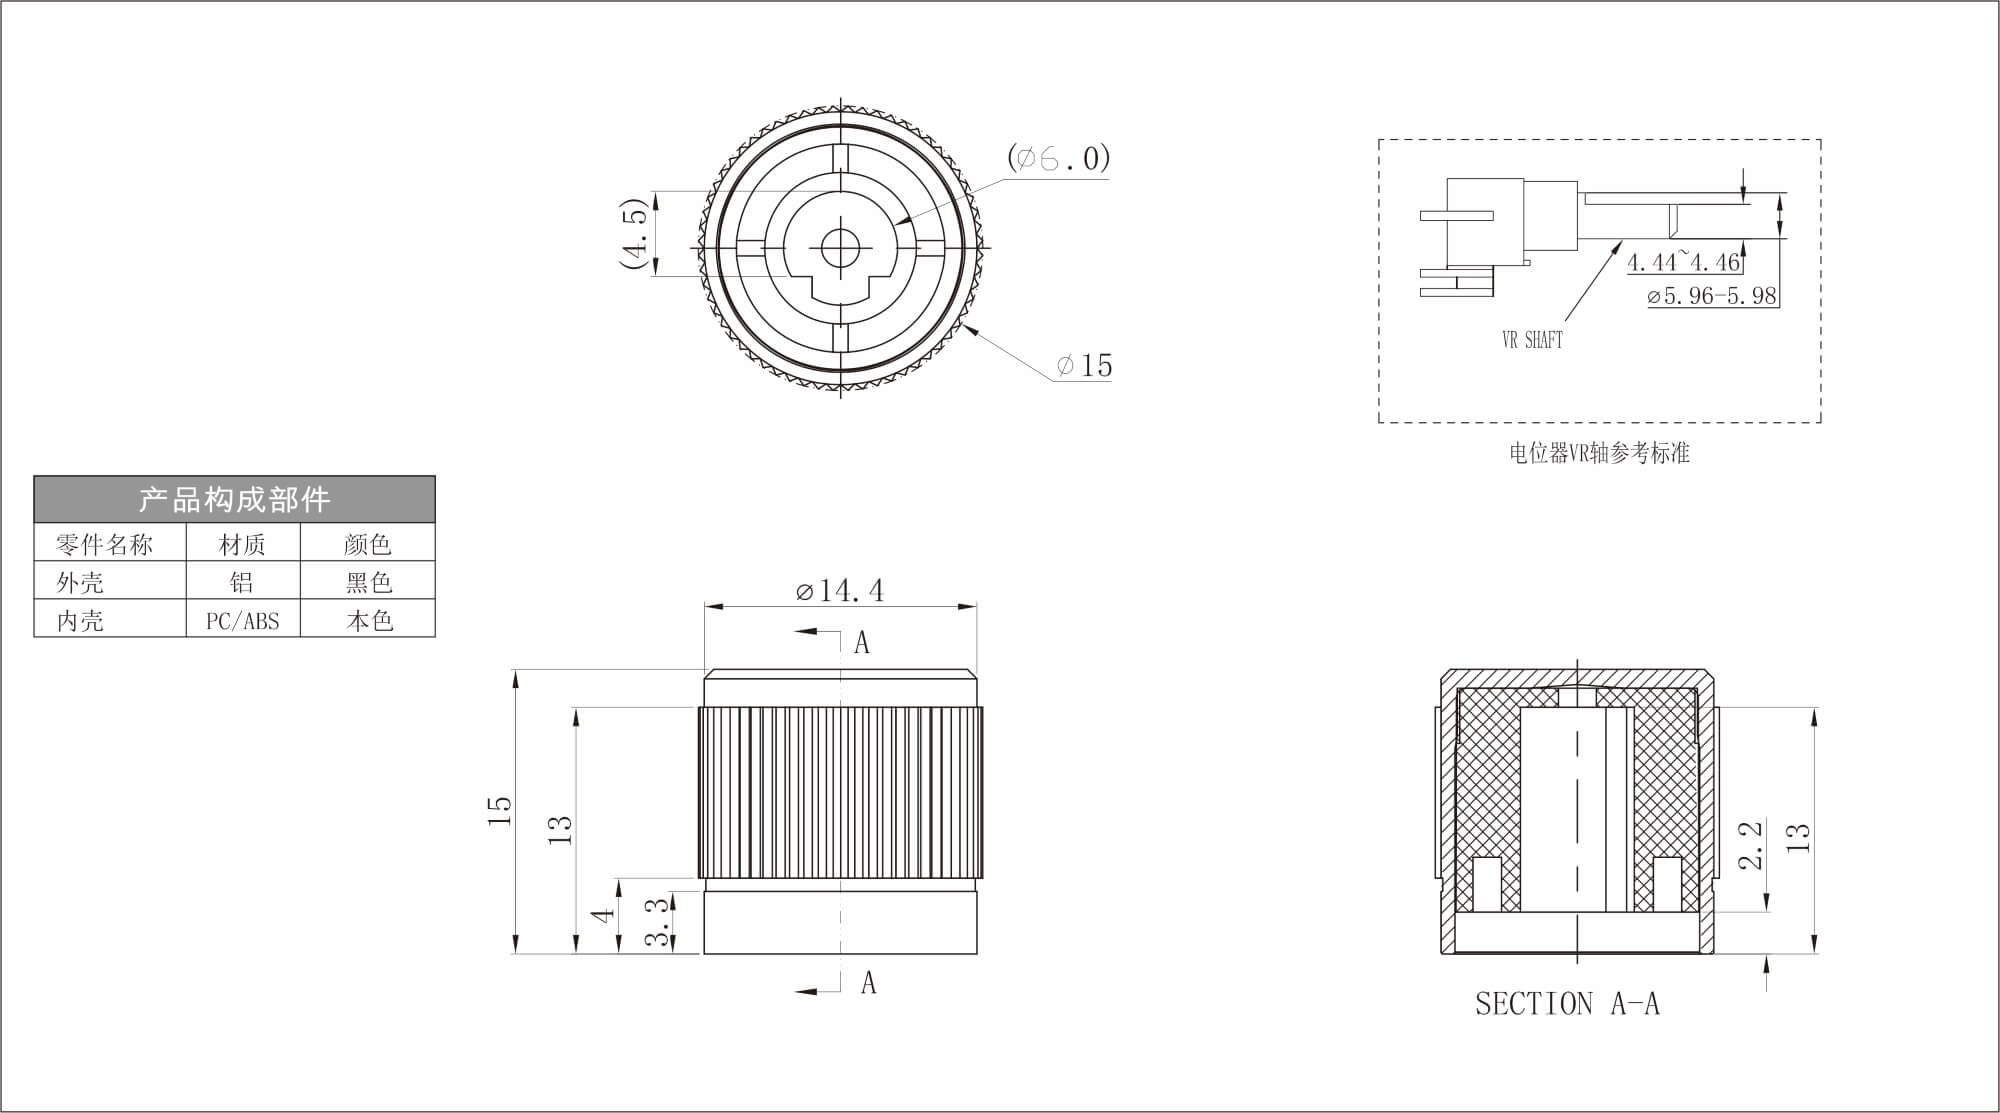 (⌀6.0)
(4.5)
⌀15
4.44~4.46
⌀5.96-5.98
VR SHAFT
电位器VR轴参考标准
产品构成部件
零件名称 材质 颜色
外壳 铝 黑色
内壳 PC/ABS 本色
⌀14.4
A
15
13
4
3.3
A
2.2
13
SECTION A-A